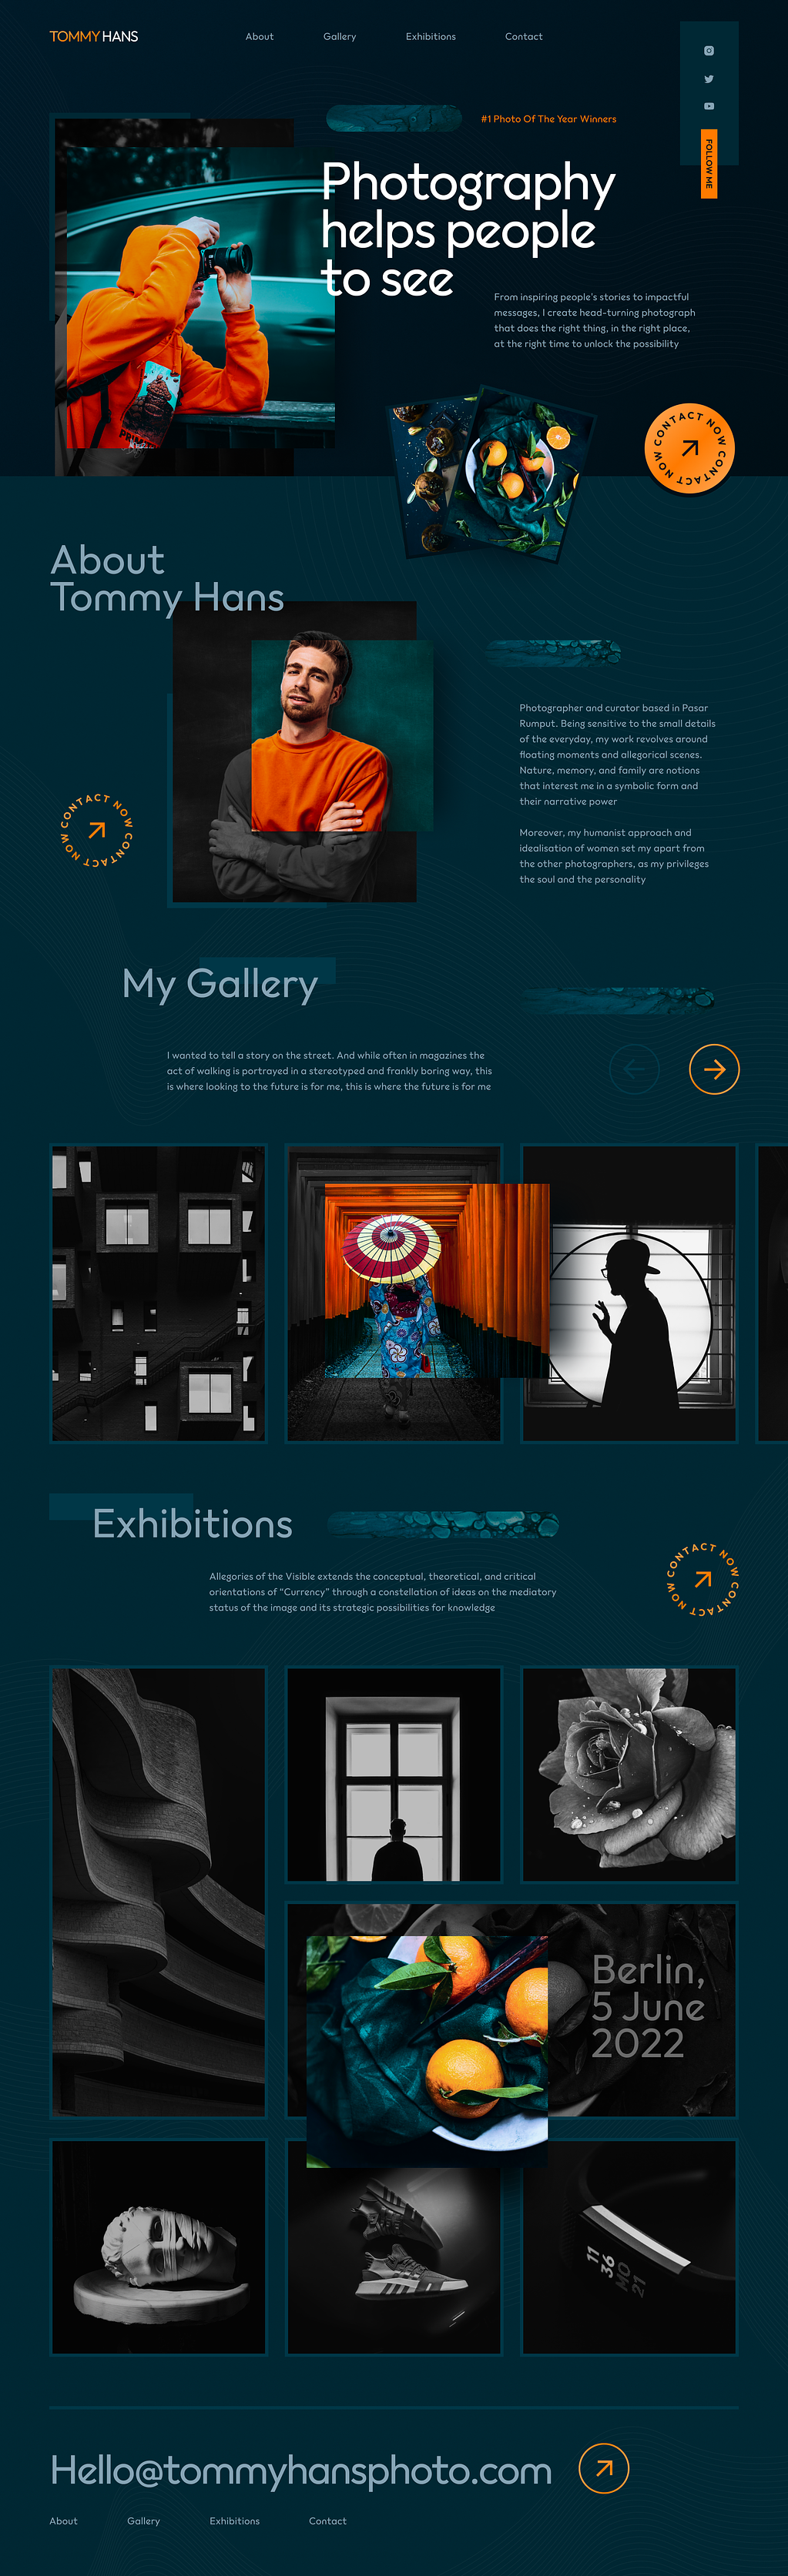 TOMMY HANS
About
Gallery
Exhibitions
Contact
#1 Photo Of The Year Winners
FOLLOW ME
Photography
helps people
to see
From inspiring people's stories to impactful
messages, I create head-turning photograph
that does the right thing, in the right place,
at the right time to unlock the possibility
CONTACT NOW CONTACT NOW
About
Tommy Hans
Photographer and curator based in Pasar
Rumput. Being sensitive to the small details
of the everyday, my work revolves around
floating moments and allegorical scenes.
Nature, memory, and family are notions
that interest me in a symbolic form and
their narrative power
Moreover, my humanist approach and
idealisation of women set my apart from
the other photographers, as my privileges
the soul and the personality
CONTACT NOW CONTACT NOW
My Gallery
I wanted to tell a story on the street. And while often in magazines the
act of walking is portrayed in a stereotyped and frankly boring way, this
is where looking to the future is for me, this is where the future is for me
Exhibitions
Allegories of the Visible extends the conceptual, theoretical, and critical
orientations of “Currency” through a constellation of ideas on the mediatory
status of the image and its strategic possibilities for knowledge
CONTACT NOW CONTACT NOW
Berlin,
5 June
2022
11
36
MO
21
Hello@tommyhansphoto.com
About
Gallery
Exhibitions
Contact